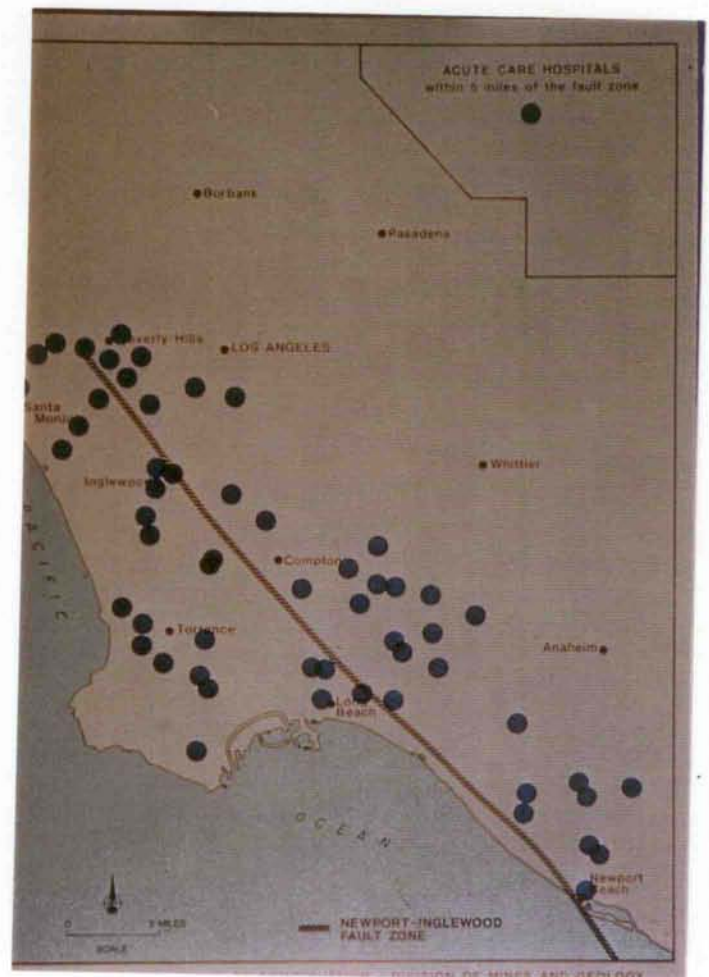 ACUTE CARE HOSPITALS
within 5 miles of the fault zone
Burbank
Pasadena
Beverly Hills
LOS ANGELES
Santa
Monica
Whittier
Inglewood
PACIFIC
Compton
Torrance
Anaheim
Long
Beach
OCEAN
Newport
Beach
0 5 MILES
SCALE
NEWPORT-INGLEWOOD
FAULT ZONE
DIVISION OF MINES AND GEOLOGY